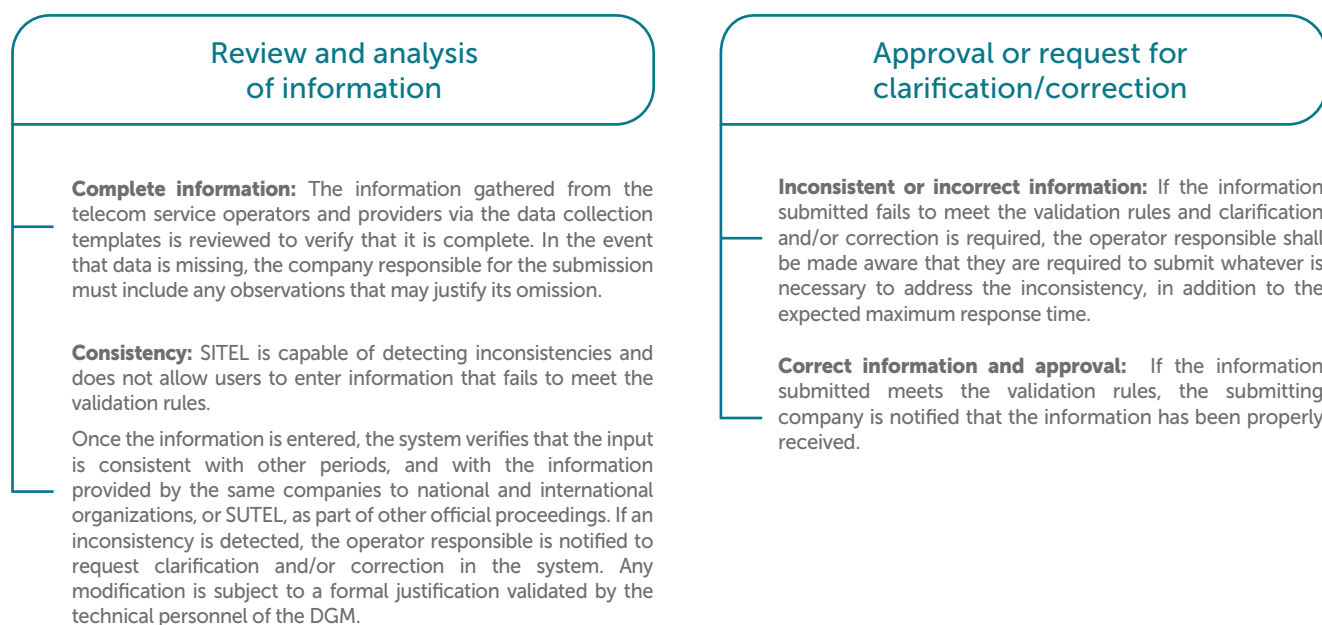 Review and analysis
of information
Complete information: The information gathered from the
telecom service operators and providers via the data collection
templates is reviewed to verify that it is complete. In the event
that data is missing, the company responsible for the submission
must include any observations that may justify its omission.
Consistency: SITEL is capable of detecting inconsistencies and
does not allow users to enter information that fails to meet the
validation rules.
Once the information is entered, the system verifies that the input
is consistent with other periods, and with the information
provided by the same companies to national and international
organizations, or SUTEL, as part of other official proceedings. If an
inconsistency is detected, the operator responsible is notified to
request clarification and/or correction in the system. Any
modification is subject to a formal justification validated by the
technical personnel of the DGM.
Approval or request for
clarification/correction
Inconsistent or incorrect information: If the information
submitted fails to meet the validation rules and clarification
and/or correction is required, the operator responsible shall
be made aware that they are required to submit whatever is
necessary to address the inconsistency, in addition to the
expected maximum response time.
Correct information and approval: If the information
submitted meets the validation rules, the submitting
company is notified that the information has been properly
received.